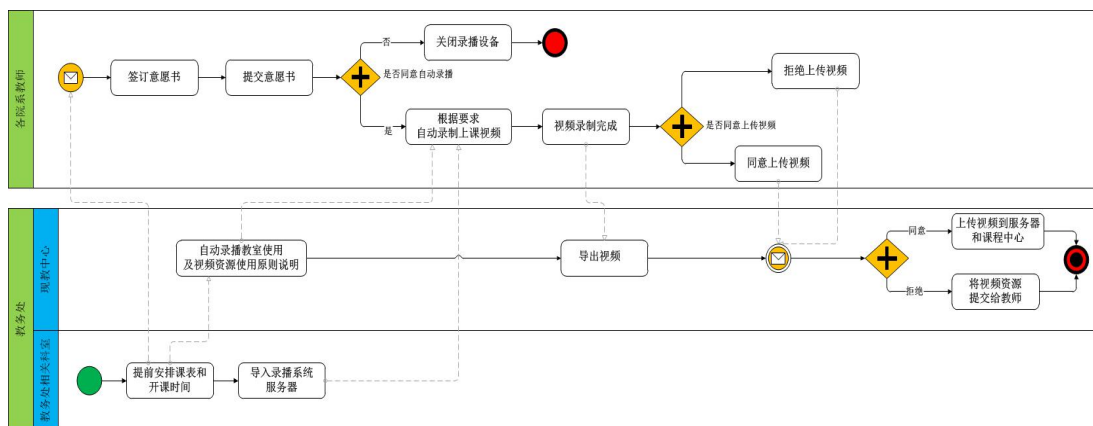 各院系教师
签订意愿书
提交意愿书
否
关闭录播设备
是否同意自动录播
是
根据要求
自动录制上课视频
视频录制完成
是否同意上传视频
拒绝上传视频
同意上传视频
教务处
现教中心
自动录播教室使用
及视频资源使用原则说明
导出视频
同意
上传视频到服务器
和课程中心
拒绝
将视频资源
提交给教师
教务处相关科室
提前安排课表和
开课时间
导入录播系统
服务器